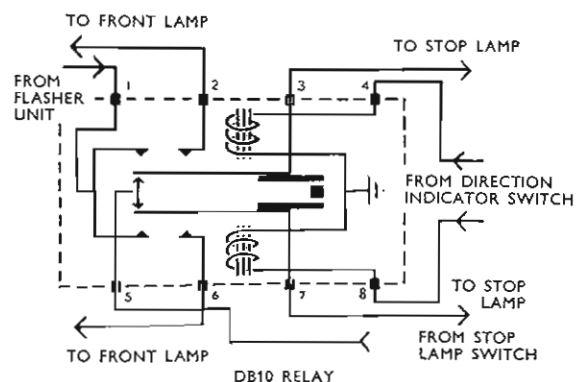 TO FRONT LAMP
TO STOP LAMP
FROM
FLASHER
UNIT
1
2
3
4
FROM DIRECTION
INDICATOR SWITCH
5
6
7
8
TO STOP
LAMP
FROM STOP
LAMP SWITCH
TO FRONT LAMP
DB10 RELAY